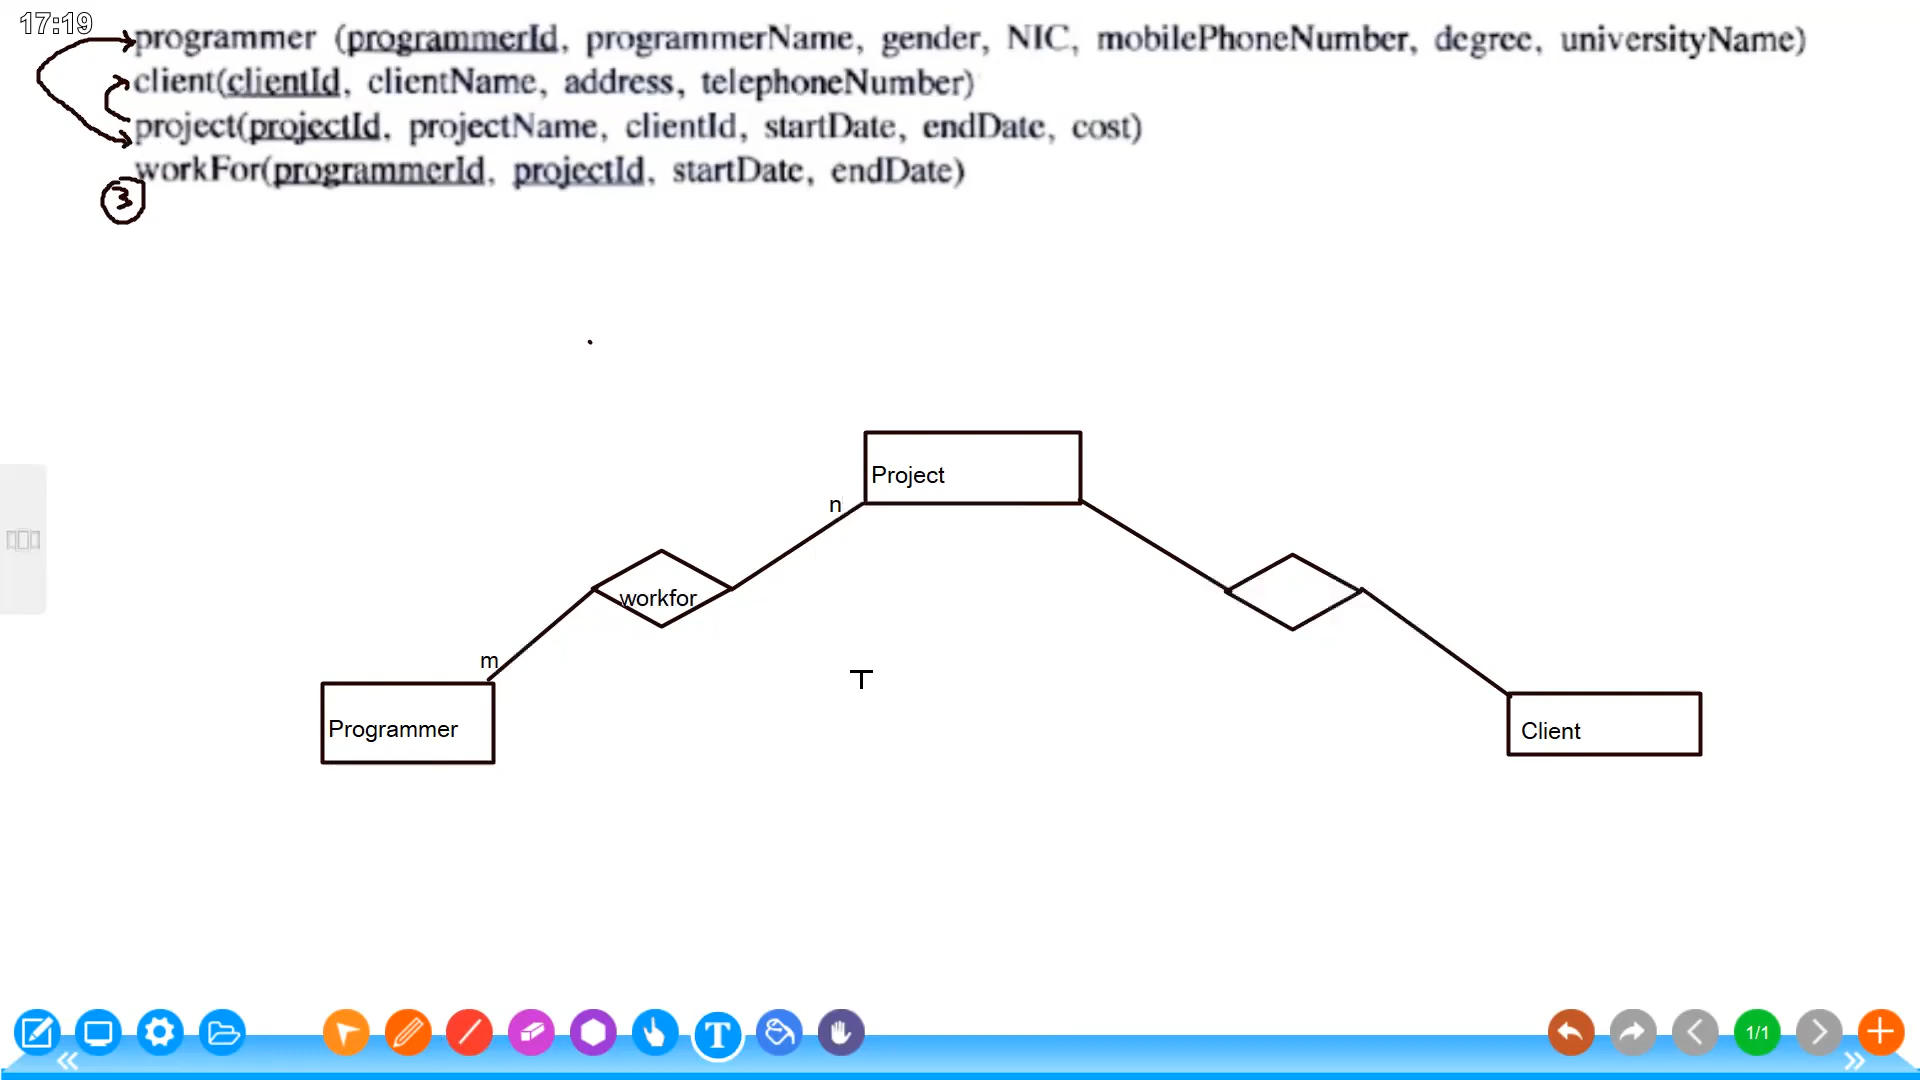 17:19
programmer (programmerId, programmerName, gender, NIC, mobilePhoneNumber, degree, universityName)
client(clientId, clientName, address, telephoneNumber)
project(projectId, projectName, clientId, startDate, endDate, cost)
workFor(programmerId, projectId, startDate, endDate)
3
Project
n
workfor
m
Programmer
Client
T
1/1